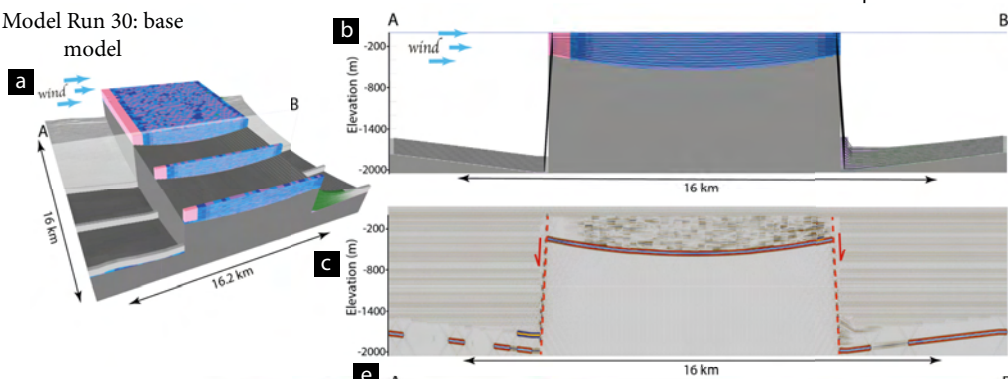 Model Run 30: base
model
a
wind
A
B
16 km
16.2 km
b
A
B
wind
Elevation (m)
-200
-800
-1400
-2000
16 km
c
Elevation (m)
-200
-800
-1400
-2000
16 km
e